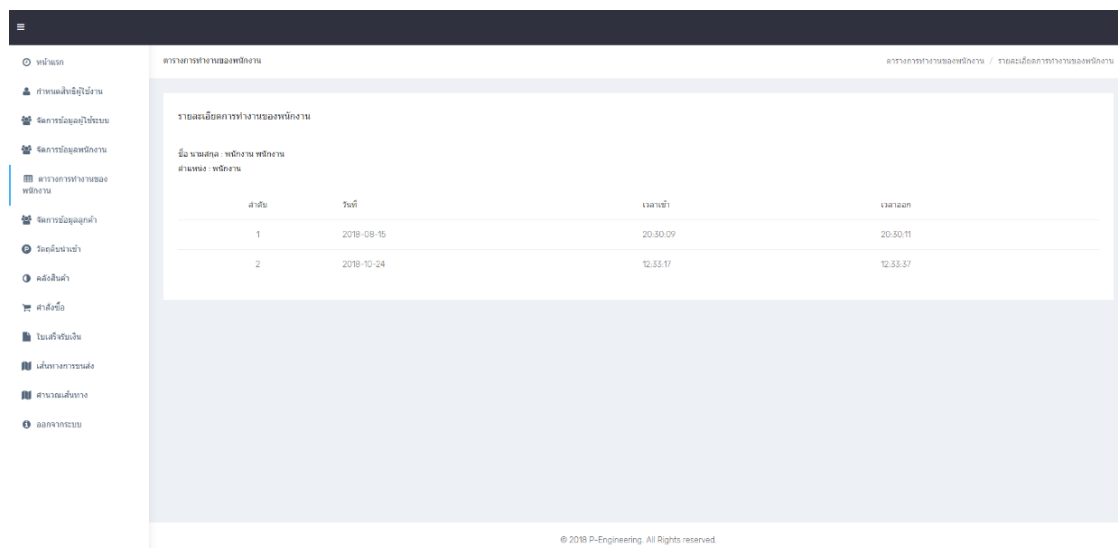 หน้าแรก
กำหนดสิทธิผู้ใช้งาน
จัดการข้อมูลผู้ใช้ระบบ
จัดการข้อมูลพนักงาน
ตารางการทำงานของ
พนักงาน
จัดการข้อมูลลูกค้า
วัตถุดิบนำเข้า
คลังสินค้า
คำสั่งซื้อ
ใบเสร็จรับเงิน
เส้นทางการขนส่ง
คำนวณเส้นทาง
ออกจากระบบ
ตารางการทำงานของพนักงาน
ตารางการทำงานของพนักงาน / รายละเอียดการทำงานของพนักงาน
รายละเอียดการทำงานของพนักงาน
ชื่อ นามสกุล : พนักงาน พนักงาน
ตำแหน่ง : พนักงาน
ลำดับ วันที่ เวลาเข้า เวลาออก
1 2018-08-15 20:30:09 20:30:11
2 2018-10-24 12:33:17 12:33:37
© 2018 P-Engineering. All Rights reserved.